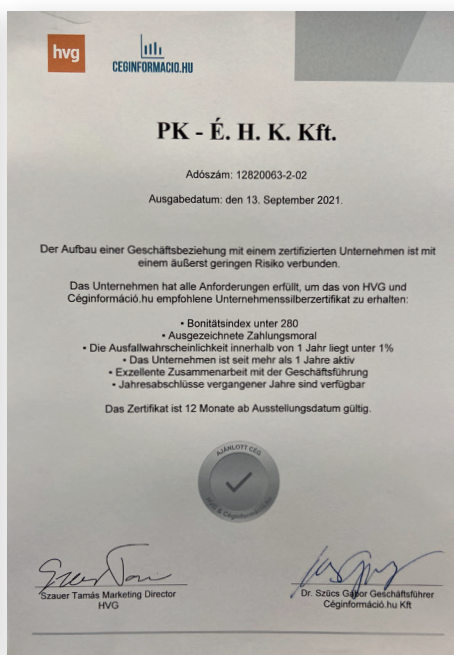 hvg
CEGINFORMACIO.HU
PK - É. H. K. Kft.
Adószám: 12820063-2-02
Ausgabedatum: den 13. September 2021.
Der Aufbau einer Geschäftsbeziehung mit einem zertifizierten Unternehmen ist mit
einem äußerst geringen Risiko verbunden.
Das Unternehmen hat alle Anforderungen erfüllt, um das von HVG und
Céginformáció.hu empfohlene Unternehmenssilberzertifikat zu erhalten:
• Bonitätsindex unter 280
• Ausgezeichnete Zahlungsmoral
• Die Ausfallwahrscheinlichkeit innerhalb von 1 Jahr liegt unter 1%
• Das Unternehmen ist seit mehr als 1 Jahre aktiv
• Exzellente Zusammenarbeit mit der Geschäftsführung
• Jahresabschlüsse vergangener Jahre sind verfügbar
Das Zertifikat ist 12 Monate ab Ausstellungsdatum gültig.
AJÁNLOTT CÉG
HVG & Céginformáció.hu
Szauer Tamás Marketing Director
HVG
Dr. Szűcs Gábor Geschäftsführer
Céginformáció.hu Kft